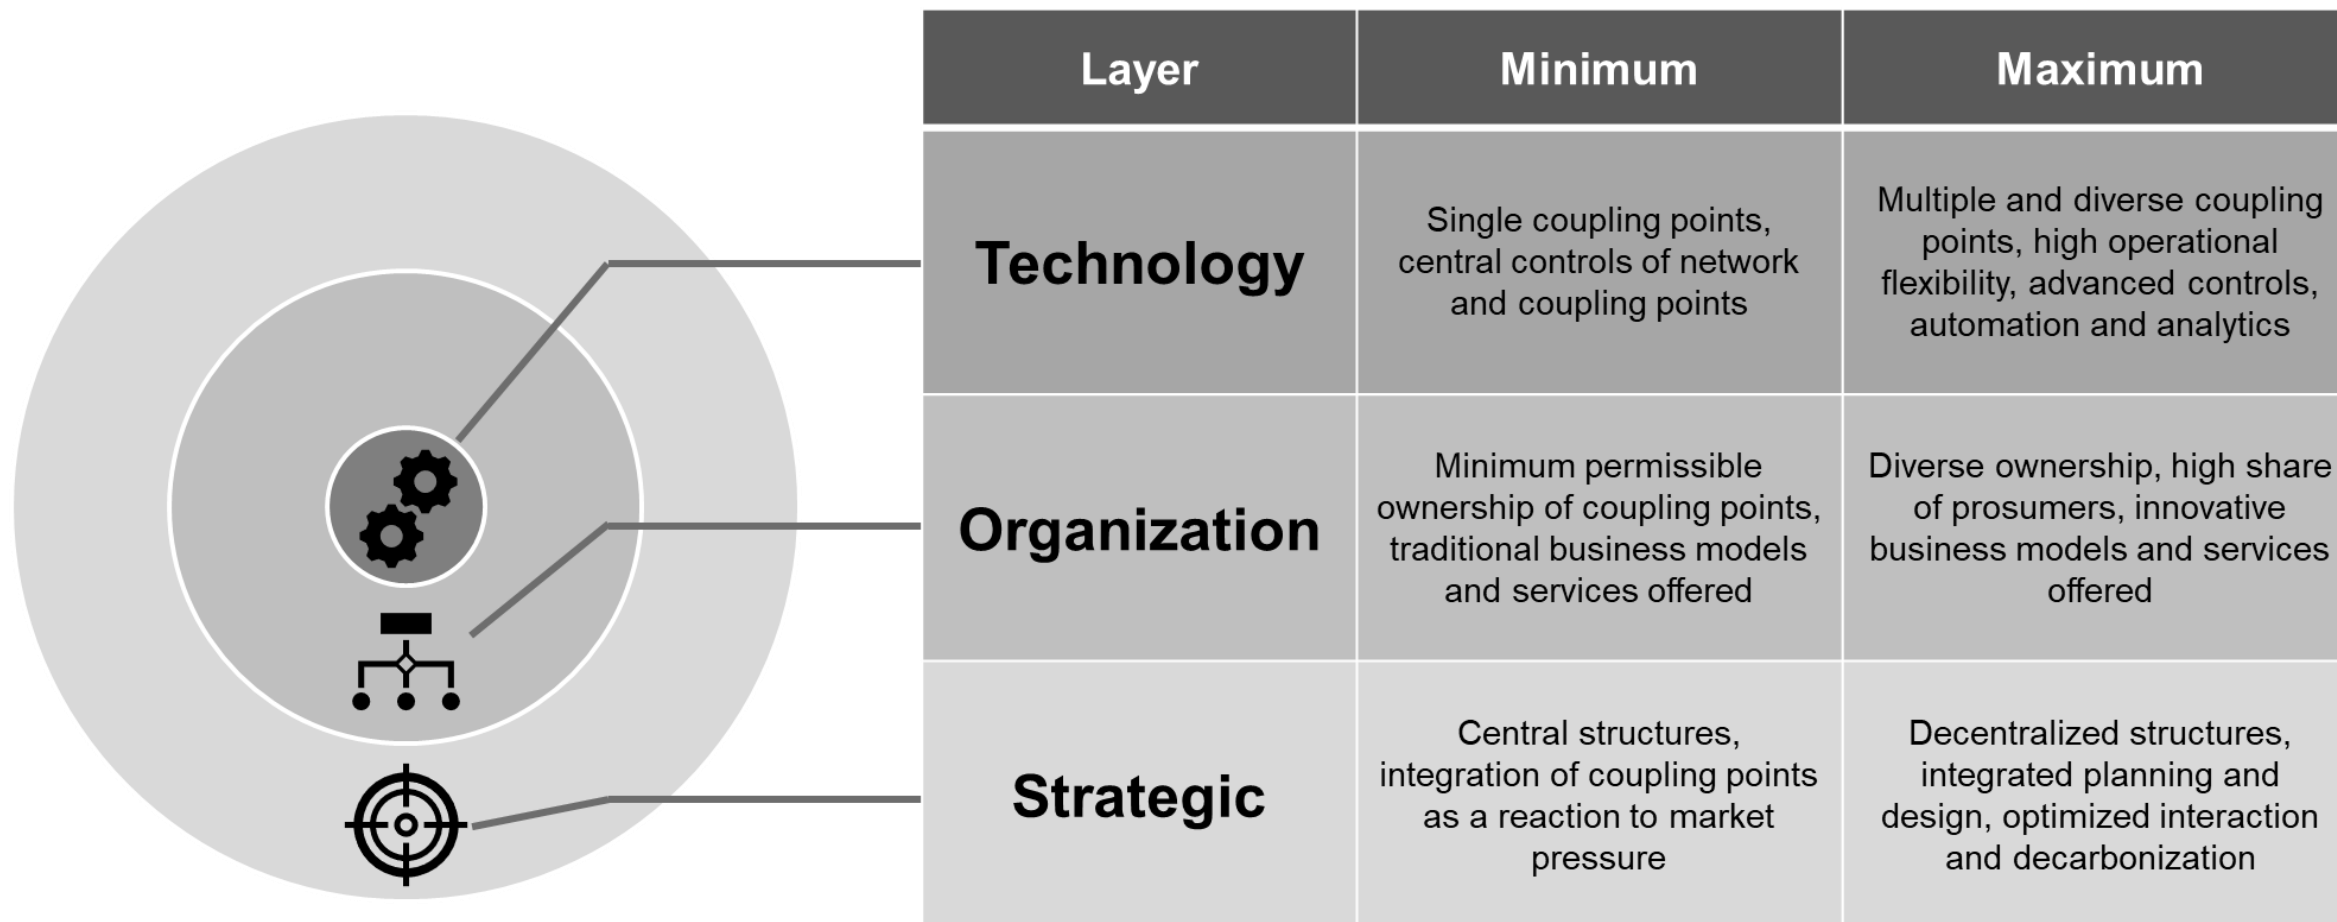 Layer
Minimum
Maximum
Technology
Single coupling points,
central controls of network
and coupling points
Multiple and diverse coupling
points, high operational
flexibility, advanced controls,
automation and analytics
Organization
Minimum permissible
ownership of coupling points,
traditional business models
and services offered
Diverse ownership, high share
of prosumers, innovative
business models and services
offered
Strategic
Central structures,
integration of coupling points
as a reaction to market
pressure
Decentralized structures,
integrated planning and
design, optimized interaction
and decarbonization